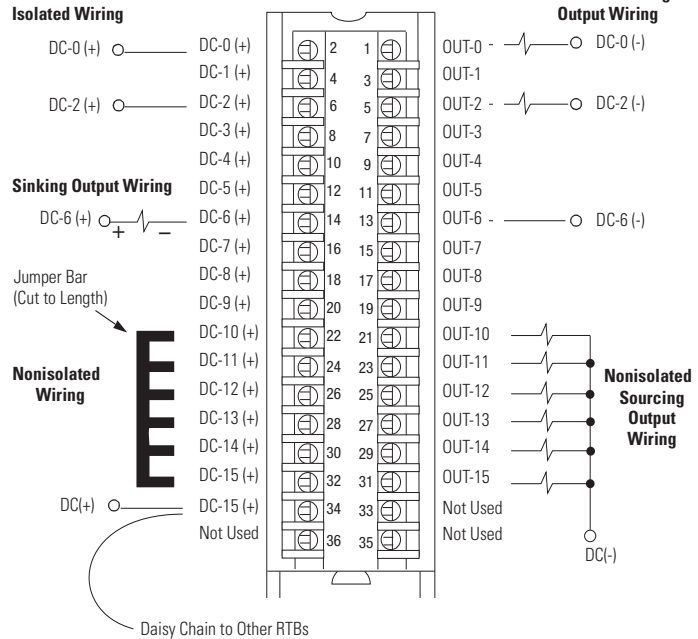 Isolated Wiring
Output Wiring
DC-0 (+) DC-0 (+) 2 1 OUT-0 DC-0 (-)
DC-1 (+) 4 3 OUT-1
DC-2 (+) DC-2 (+) 6 5 OUT-2 DC-2 (-)
DC-3 (+) 8 7 OUT-3
DC-4 (+) 10 9 OUT-4
Sinking Output Wiring
DC-5 (+) 12 11 OUT-5
DC-6 (+) + – DC-6 (+) 14 13 OUT-6 DC-6 (-)
DC-7 (+) 16 15 OUT-7
Jumper Bar
(Cut to Length)
DC-8 (+) 18 17 OUT-8
DC-9 (+) 20 19 OUT-9
DC-10 (+) 22 21 OUT-10
DC-11 (+) 24 23 OUT-11
Nonisolated
Wiring
DC-12 (+) 26 25 OUT-12
Nonisolated
Sourcing
Output
Wiring
DC-13 (+) 28 27 OUT-13
DC-14 (+) 30 29 OUT-14
DC-15 (+) 32 31 OUT-15
DC(+) DC-15 (+) 34 33 Not Used
Not Used 36 35 Not Used
DC(-)
Daisy Chain to Other RTBs